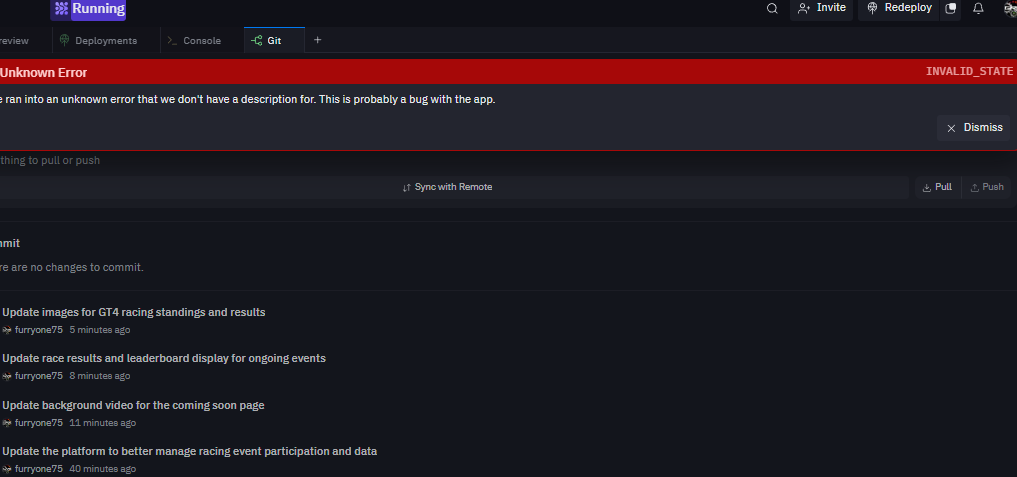 Running
Invite
Redeploy
review
Deployments
Console
Git
Unknown Error
INVALID_STATE
e ran into an unknown error that we don't have a description for. This is probably a bug with the app.
Dismiss
thing to pull or push
Sync with Remote
Pull
Push
mmit
re are no changes to commit.
Update images for GT4 racing standings and results
furryone75 5 minutes ago
Update race results and leaderboard display for ongoing events
furryone75 8 minutes ago
Update background video for the coming soon page
furryone75 11 minutes ago
Update the platform to better manage racing event participation and data
furryone75 40 minutes ago